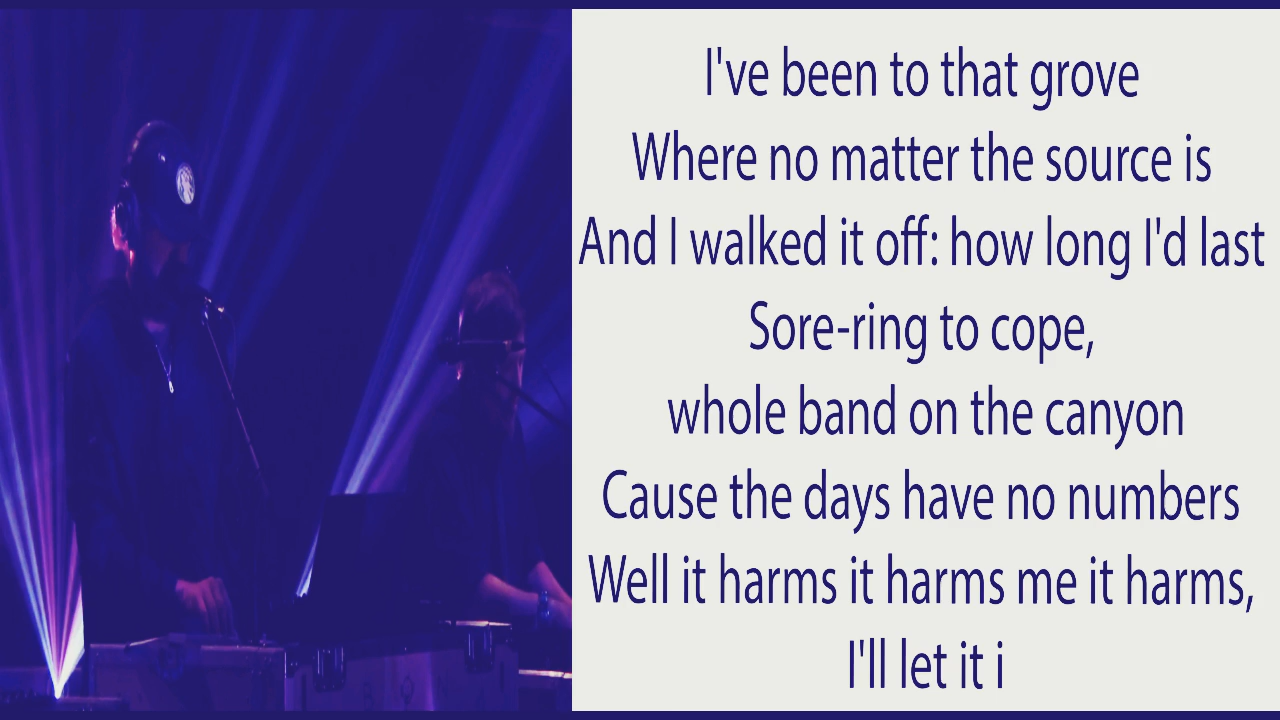 I've been to that grove
Where no matter the source is
And I walked it off: how long I'd last
Sore-ring to cope,
whole band on the canyon
Cause the days have no numbers
Well it harms it harms me it harms,
I'll let it i